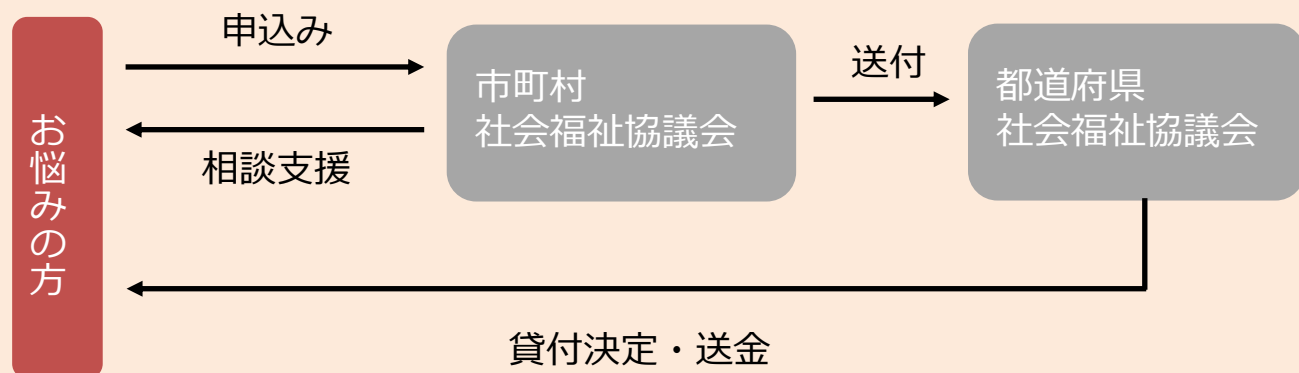 お悩みの方
申込み
相談支援
市町村
社会福祉協議会
送付
都道府県
社会福祉協議会
貸付決定・送金